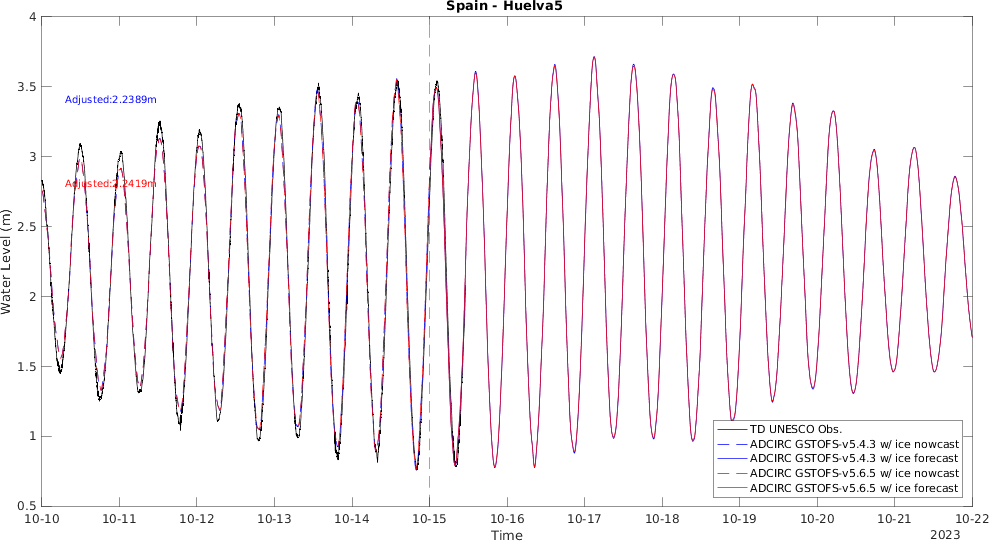 Spain - Huelva5
Water Level (m)
4
3.5
3
2.5
2
1.5
1
0.5
Adjusted:2.2389m
Adjusted:2.2419m
TD UNESCO Obs.
ADCIRC GSTOFS-v5.4.3 w/ ice nowcast
ADCIRC GSTOFS-v5.4.3 w/ ice forecast
ADCIRC GSTOFS-v5.6.5 w/ ice nowcast
ADCIRC GSTOFS-v5.6.5 w/ ice forecast
10-10 10-11 10-12 10-13 10-14 10-15 10-16 10-17 10-18 10-19 10-20 10-21 10-22
Time
2023